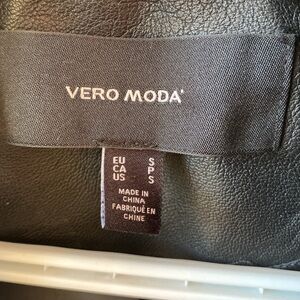 VERO MODA
EU S
CA P
US S
MADE IN
CHINA
FABRIQUÉ EN
CHINE